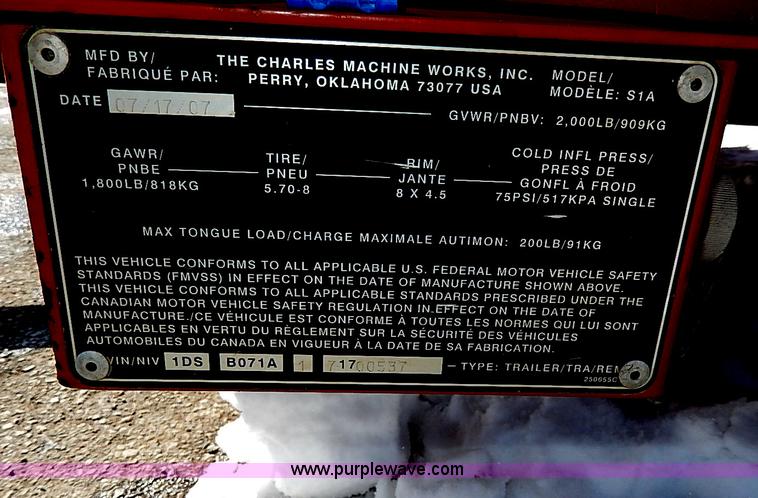 MFD BY/ THE CHARLES MACHINE WORKS, INC. MODEL/
FABRIQUÉ PAR: PERRY, OKLAHOMA 73077 USA MODÈLE: S1A
DATE 07/17/07 GVWR/PNBV: 2,000LB/909KG
GAWR/ TIRE/ RIM/ COLD INFL PRESS/
PNBE PNEU JANTE PRESS DE
1,800LB/818KG 5.70-8 8 X 4.5 GONFL À FROID
75PSI/517KPA SINGLE
MAX TONGUE LOAD/CHARGE MAXIMALE AUTIMON: 200LB/91KG
THIS VEHICLE CONFORMS TO ALL APPLICABLE U.S. FEDERAL MOTOR VEHICLE SAFETY
STANDARDS (FMVSS) IN EFFECT ON THE DATE OF MANUFACTURE SHOWN ABOVE.
THIS VEHICLE CONFORMS TO ALL APPLICABLE STANDARDS PRESCRIBED UNDER THE
CANADIAN MOTOR VEHICLE SAFETY REGULATION IN EFFECT ON THE DATE OF
MANUFACTURE./CE VÉHICULE EST CONFORME À TOUTES LES NORMES QUI LUI SONT
APPLICABLES EN VERTU DU RÈGLEMENT SUR LA SÉCURITÉ DES VÉHICULES
AUTOMOBILES DU CANADA EN VIGUEUR À LA DATE DE SA FABRICATION.
VIN/NIV 1DS B071A 1 7 17 00537 – TYPE: TRAILER/TRA/REM
250655C
www.purplewave.com